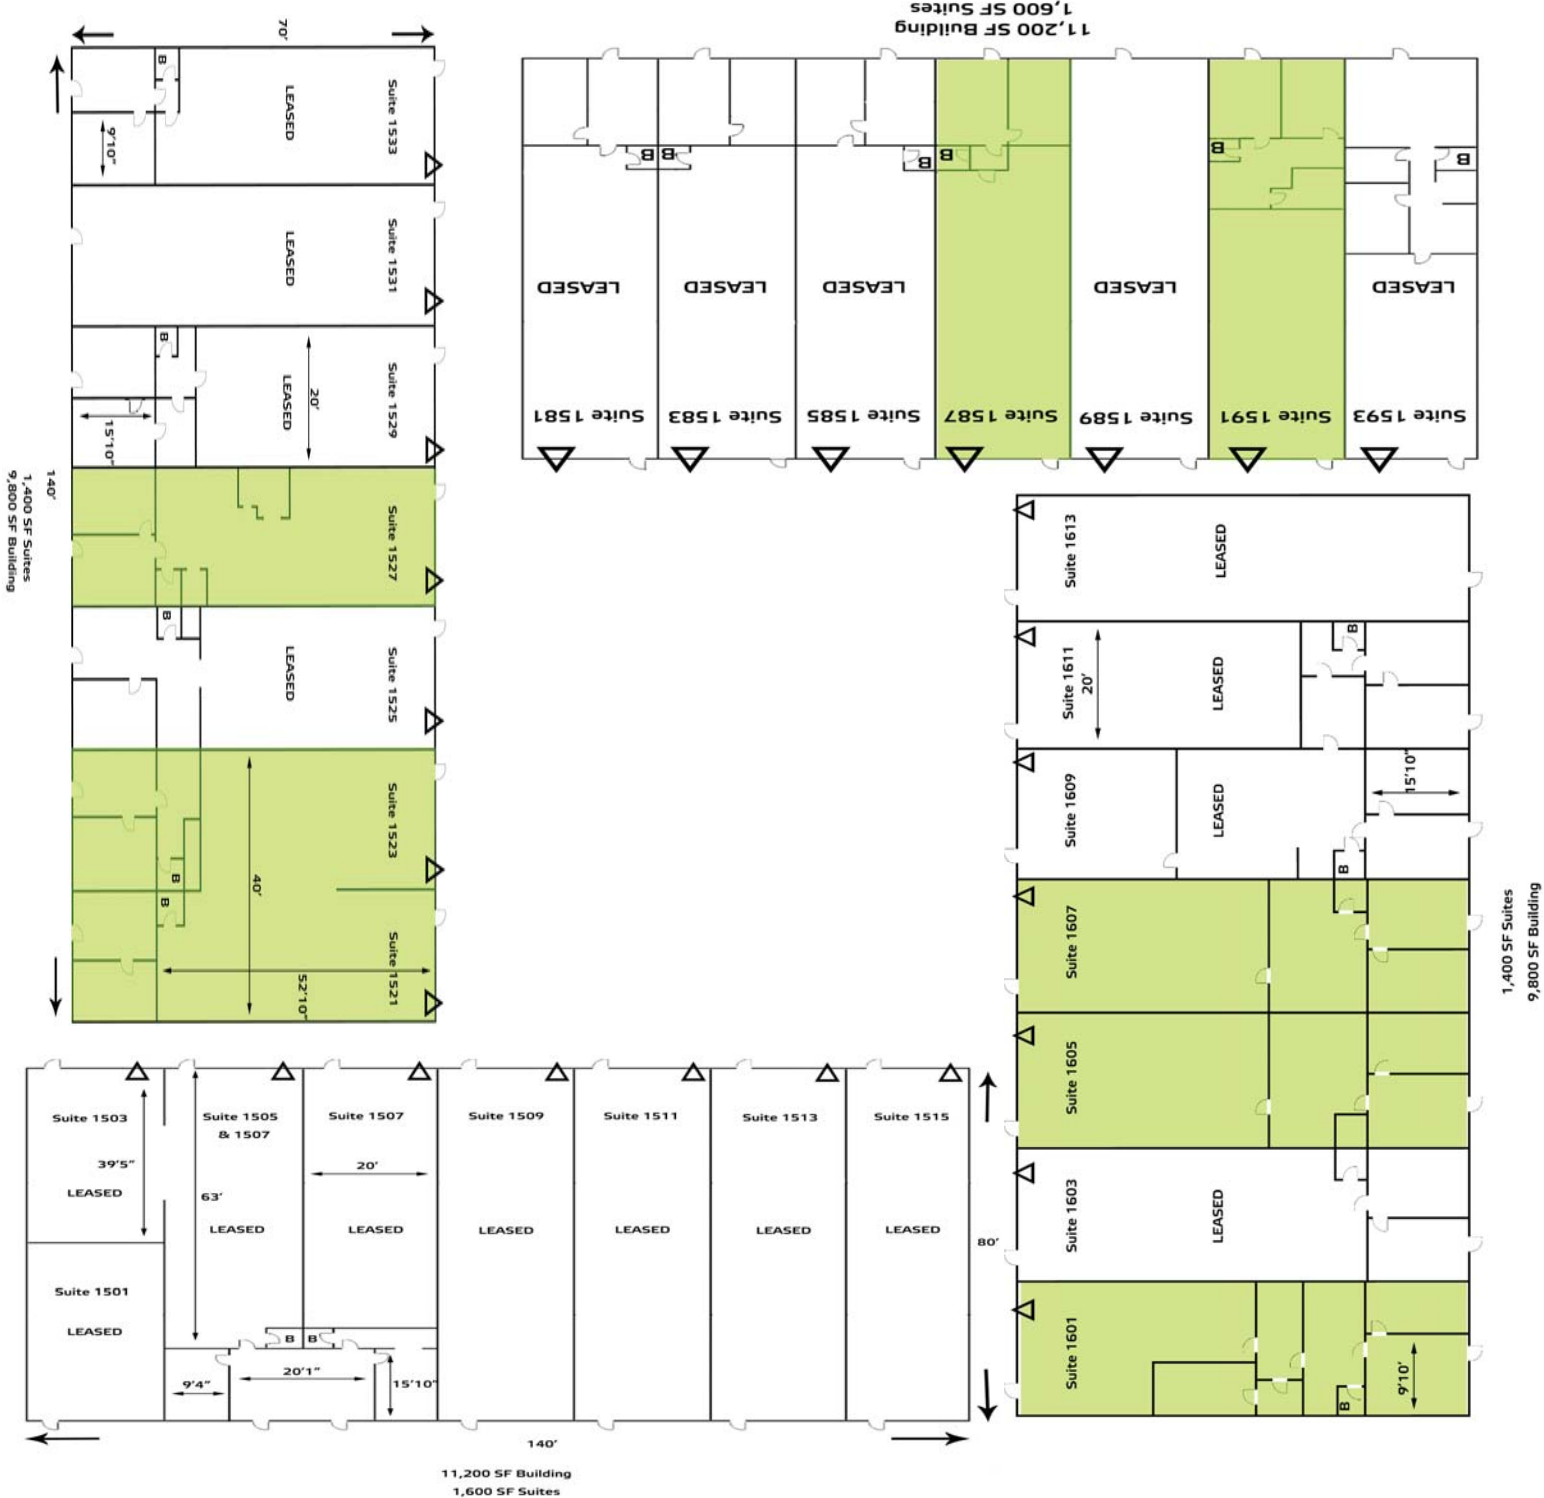 11,200 SF Building
1,600 SF Suites
LEASED
LEASED
LEASED
LEASED
LEASED
Suite 1581
Suite 1583
Suite 1585
Suite 1587
Suite 1589
Suite 1591
Suite 1593
B
B
B
B
B
B
70'
B
9'10"
LEASED
Suite 1533
LEASED
Suite 1531
B
15'10"
LEASED
20'
Suite 1529
Suite 1527
B
LEASED
Suite 1525
Suite 1523
B
B
40'
52'10"
Suite 1521
140'
1,400 SF Suites
9,800 SF Building
Suite 1613
LEASED
Suite 1611
20'
LEASED
B
Suite 1609
LEASED
15'10"
B
Suite 1607
Suite 1605
Suite 1603
LEASED
Suite 1601
B
9'10'
1,400 SF Suites
9,800 SF Building
Suite 1503
39'5"
LEASED
Suite 1501
LEASED
Suite 1505
& 1507
63'
LEASED
Suite 1507
20'
LEASED
Suite 1509
LEASED
Suite 1511
LEASED
Suite 1513
LEASED
Suite 1515
LEASED
80'
B
B
9'4"
20'1"
15'10"
140'
11,200 SF Building
1,600 SF Suites